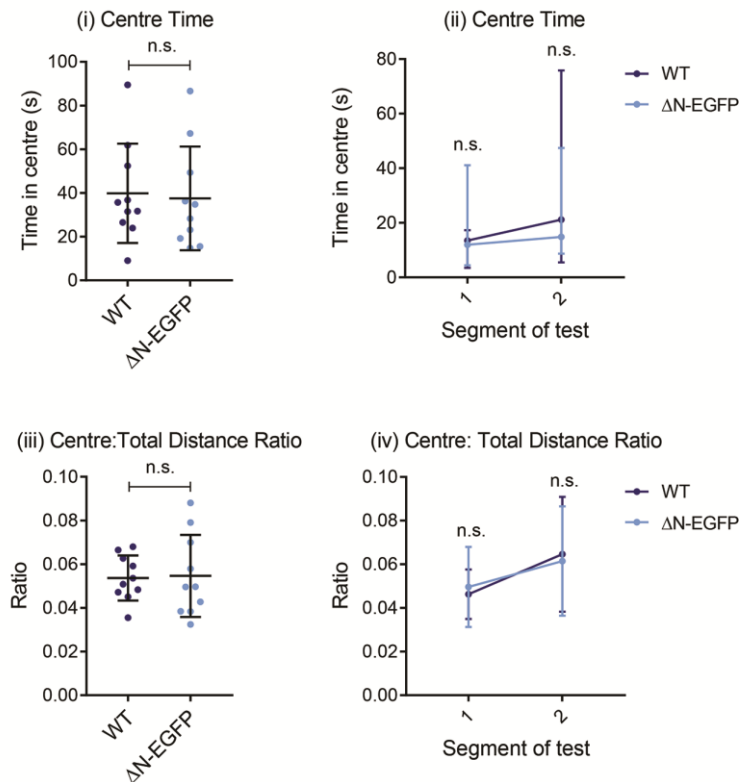 (i) Centre Time
n.s.
Time in centre (s)
100
80
60
40
20
0
WT
ΔN-EGFP
(ii) Centre Time
n.s.
n.s.
Time in centre (s)
80
60
40
20
0
1
2
Segment of test
WT
ΔN-EGFP
(iii) Centre:Total Distance Ratio
n.s.
Ratio
0.10
0.08
0.06
0.04
0.02
0.00
WT
ΔN-EGFP
(iv) Centre: Total Distance Ratio
n.s.
n.s.
Ratio
0.10
0.08
0.06
0.04
0.02
0.00
1
2
Segment of test
WT
ΔN-EGFP